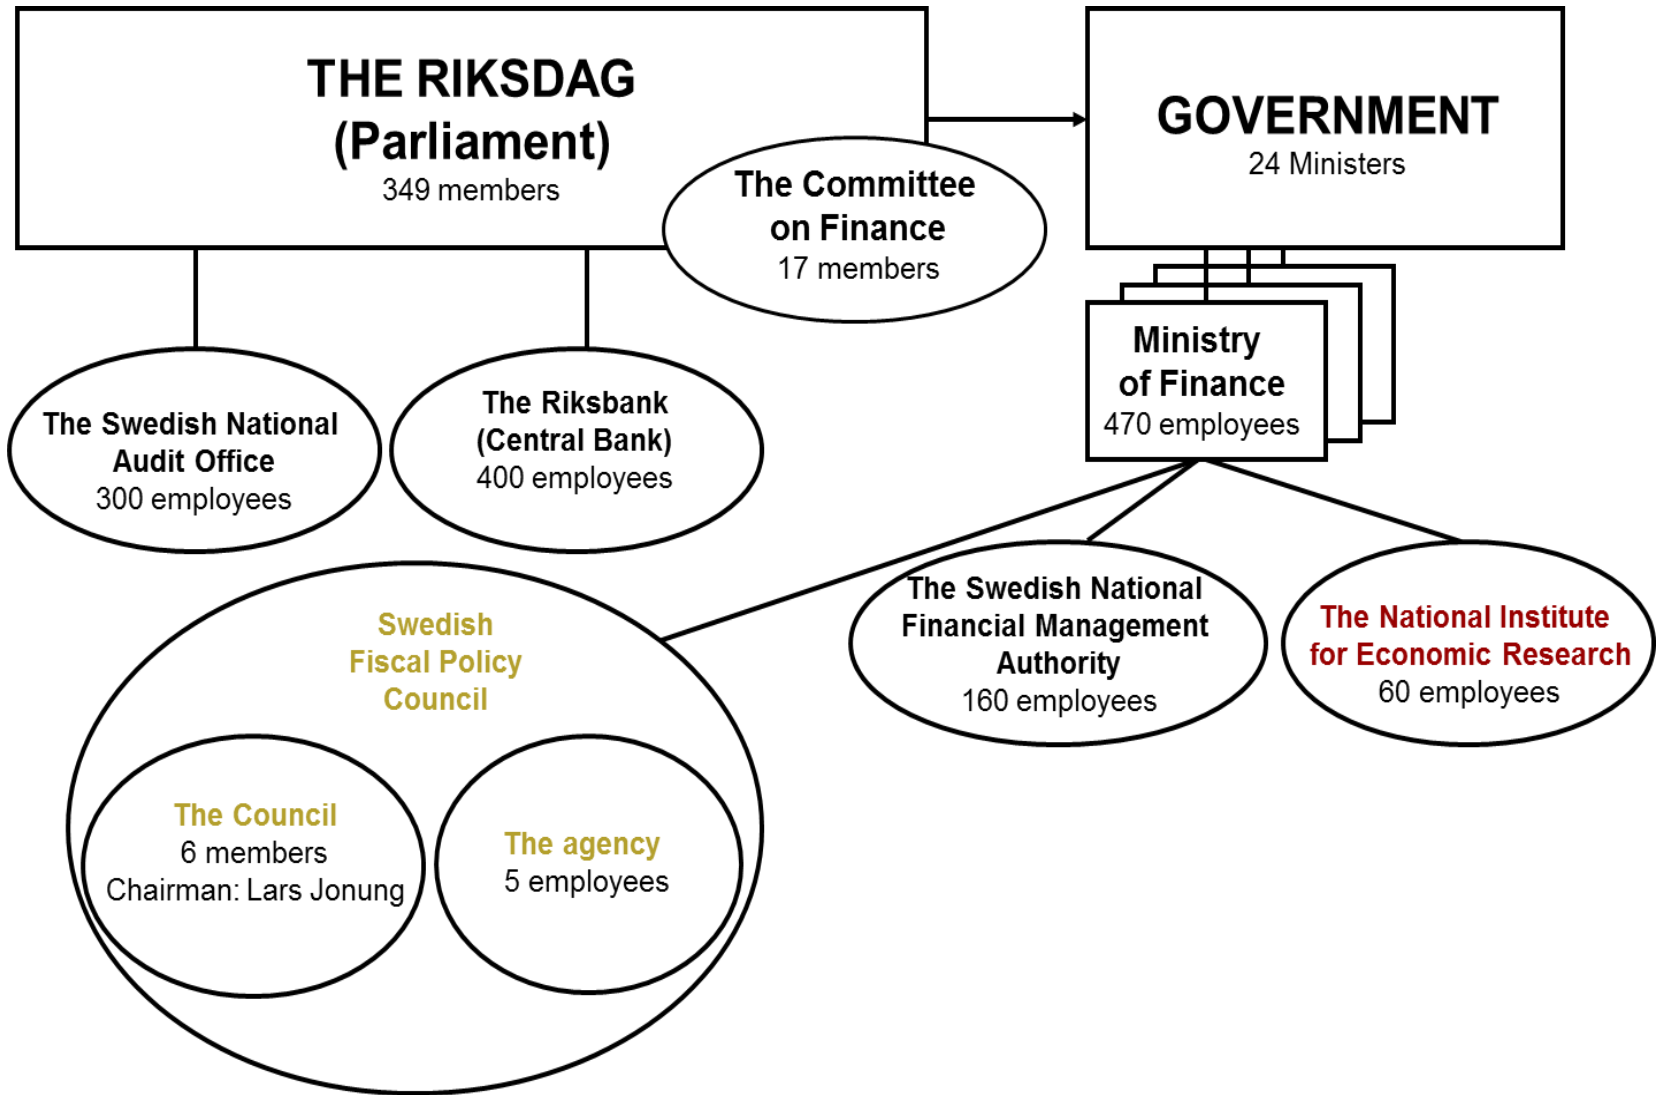 THE RIKSDAG
(Parliament)
349 members
The Committee
on Finance
17 members
GOVERNMENT
24 Ministers
Ministry
of Finance
470 employees
The Swedish National
Audit Office
300 employees
The Riksbank
(Central Bank)
400 employees
The Swedish National
Financial Management
Authority
160 employees
The National Institute
for Economic Research
60 employees
Swedish
Fiscal Policy
Council
The Council
6 members
Chairman: Lars Jonung
The agency
5 employees